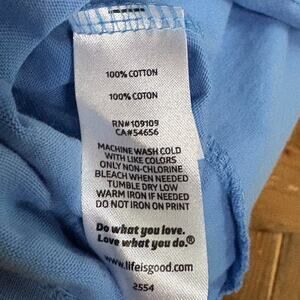 100% COTTON
100% COTON
RN#109109
CA#54656
MACHINE WASH COLD
WITH LIKE COLORS
ONLY NON-CHLORINE
BLEACH WHEN NEEDED
TUMBLE DRY LOW
WARM IRON IF NEEDED
DO NOT IRON ON PRINT
Do what you love.
Love what you do.®
www.lifeisgood.com
2554